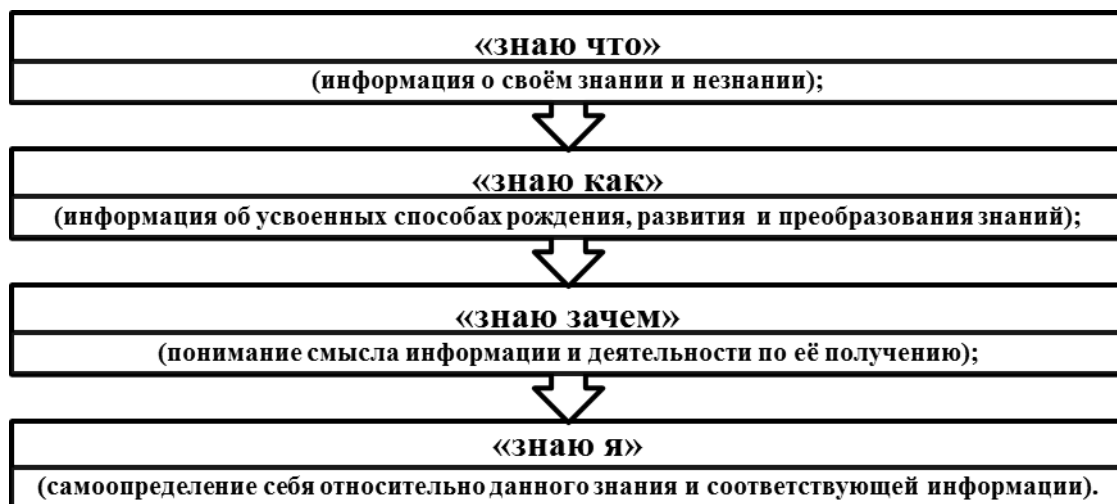 «знаю что»
(информация о своём знании и незнании);
«знаю как»
(информация об усвоенных способах рождения, развития и преобразования знаний);
«знаю зачем»
(понимание смысла информации и деятельности по её получению);
«знаю я»
(самоопределение себя относительно данного знания и соответствующей информации).